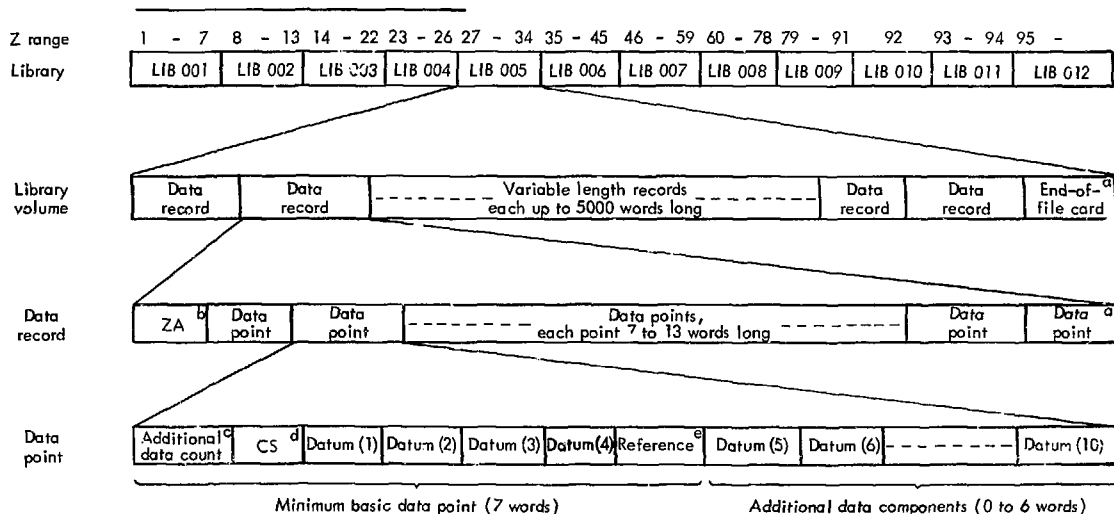 Z range 1 - 7 8 - 13 14 - 22 23 - 26 27 - 34 35 - 45 46 - 59 60 - 78 79 - 91 92 93 - 94 95 -
Library LIB 001 LIB 002 LIB 003 LIB 004 LIB 005 LIB 006 LIB 007 LIB 008 LIB 009 LIB 010 LIB 011 LIB 012
Library volume
Data record
Data record
Variable length records
each up to 5000 words long
Data record
Data record
End-of-file card a
Data record
ZA b
Data point
Data point
Data points,
each point 7 to 13 words long
Data point
Data point a
Data point
Additional data count c
CS d
Datum (1)
Datum (2)
Datum (3)
Datum(4)
Reference e
Datum (5)
Datum (6)
Datum (10)
Minimum basic data point (7 words)
Additional data components (0 to 6 words)